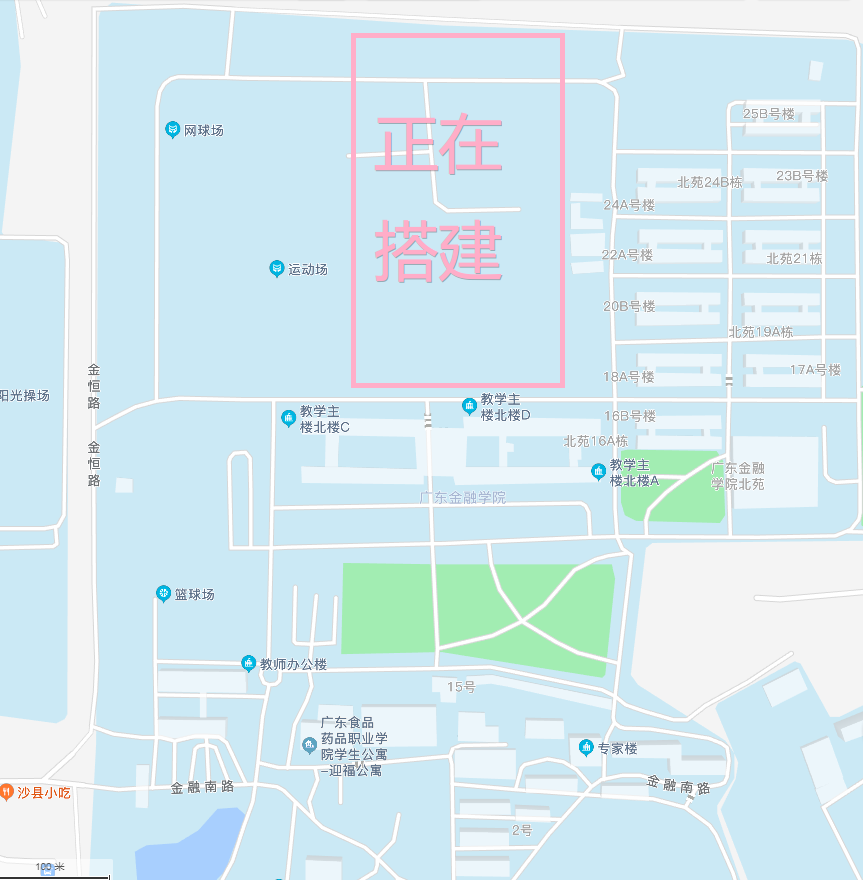 正在
搭建
网球场
运动场
25B号楼
北苑24B栋
23B号楼
24A号楼
22A号楼
北苑21栋
20B号楼
北苑19A栋
18A号楼
17A号楼
16B号楼
北苑16A栋
金恒路
金恒路
阳光操场
教学主
楼北楼C
教学主
楼北楼D
教学主
楼北楼A
广东金融
学院北苑
广东金融学院
篮球场
教师办公楼
15号
广东食品
药品职业学
院学生公寓
-迎福公寓
专家楼
金融南路
金融南路
沙县小吃
2号
100 米